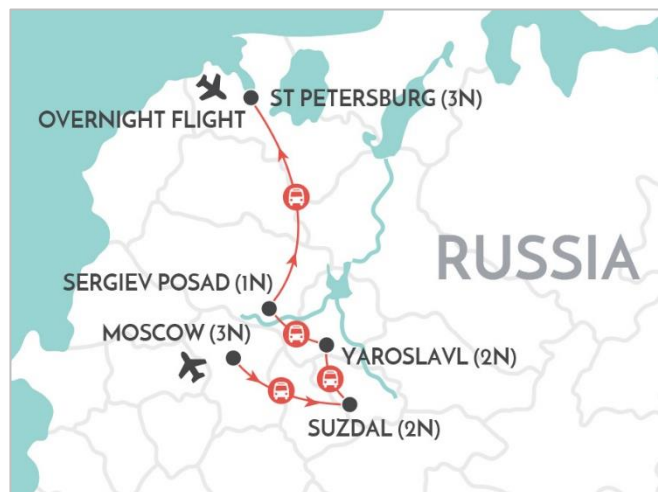 ST PETERSBURG (3N)
OVERNIGHT FLIGHT
RUSSIA
SERGIEV POSAD (1N)
MOSCOW (3N)
YAROSLAVL (2N)
SUZDAL (2N)